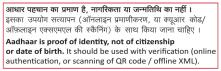 आधार पहचान का प्रमाण है, नागरिकता या जन्मतिथि का नहीं ।
इसका उपयोग सत्यापन (ऑनलाइन प्रमाणीकरण, या क्यूआर कोड/
ऑफ़लाइन एक्सएमएल की स्कैनिंग) के साथ किया जाना चाहिए ।
Aadhaar is proof of identity, not of citizenship
or date of birth. It should be used with verification (online
authentication, or scanning of QR code / offline XML).